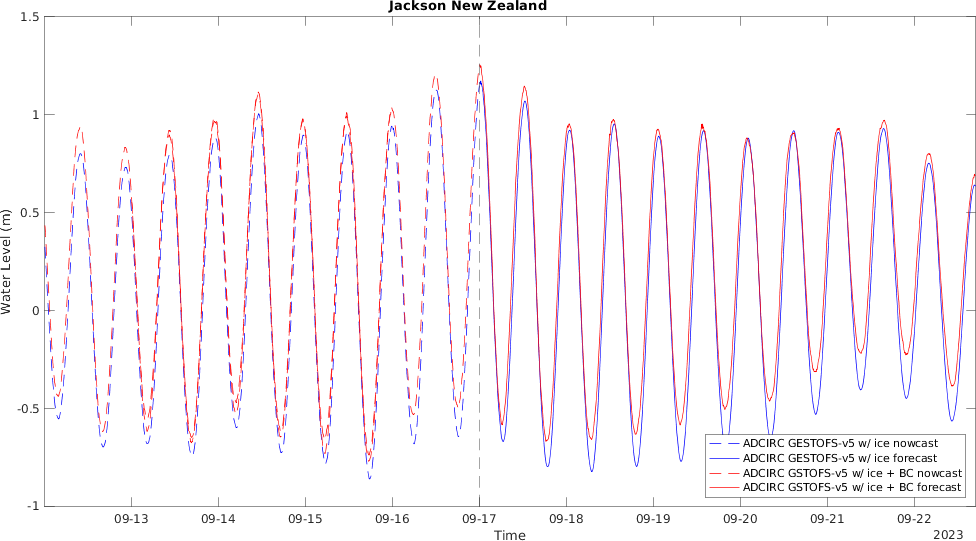 Jackson New Zealand
1.5
1
0.5
0
-0.5
-1
Water Level (m)
ADCIRC GESTOFS-v5 w/ ice nowcast
ADCIRC GESTOFS-v5 w/ ice forecast
ADCIRC GSTOFS-v5 w/ ice + BC nowcast
ADCIRC GSTOFS-v5 w/ ice + BC forecast
09-13 09-14 09-15 09-16 09-17 09-18 09-19 09-20 09-21 09-22
Time
2023